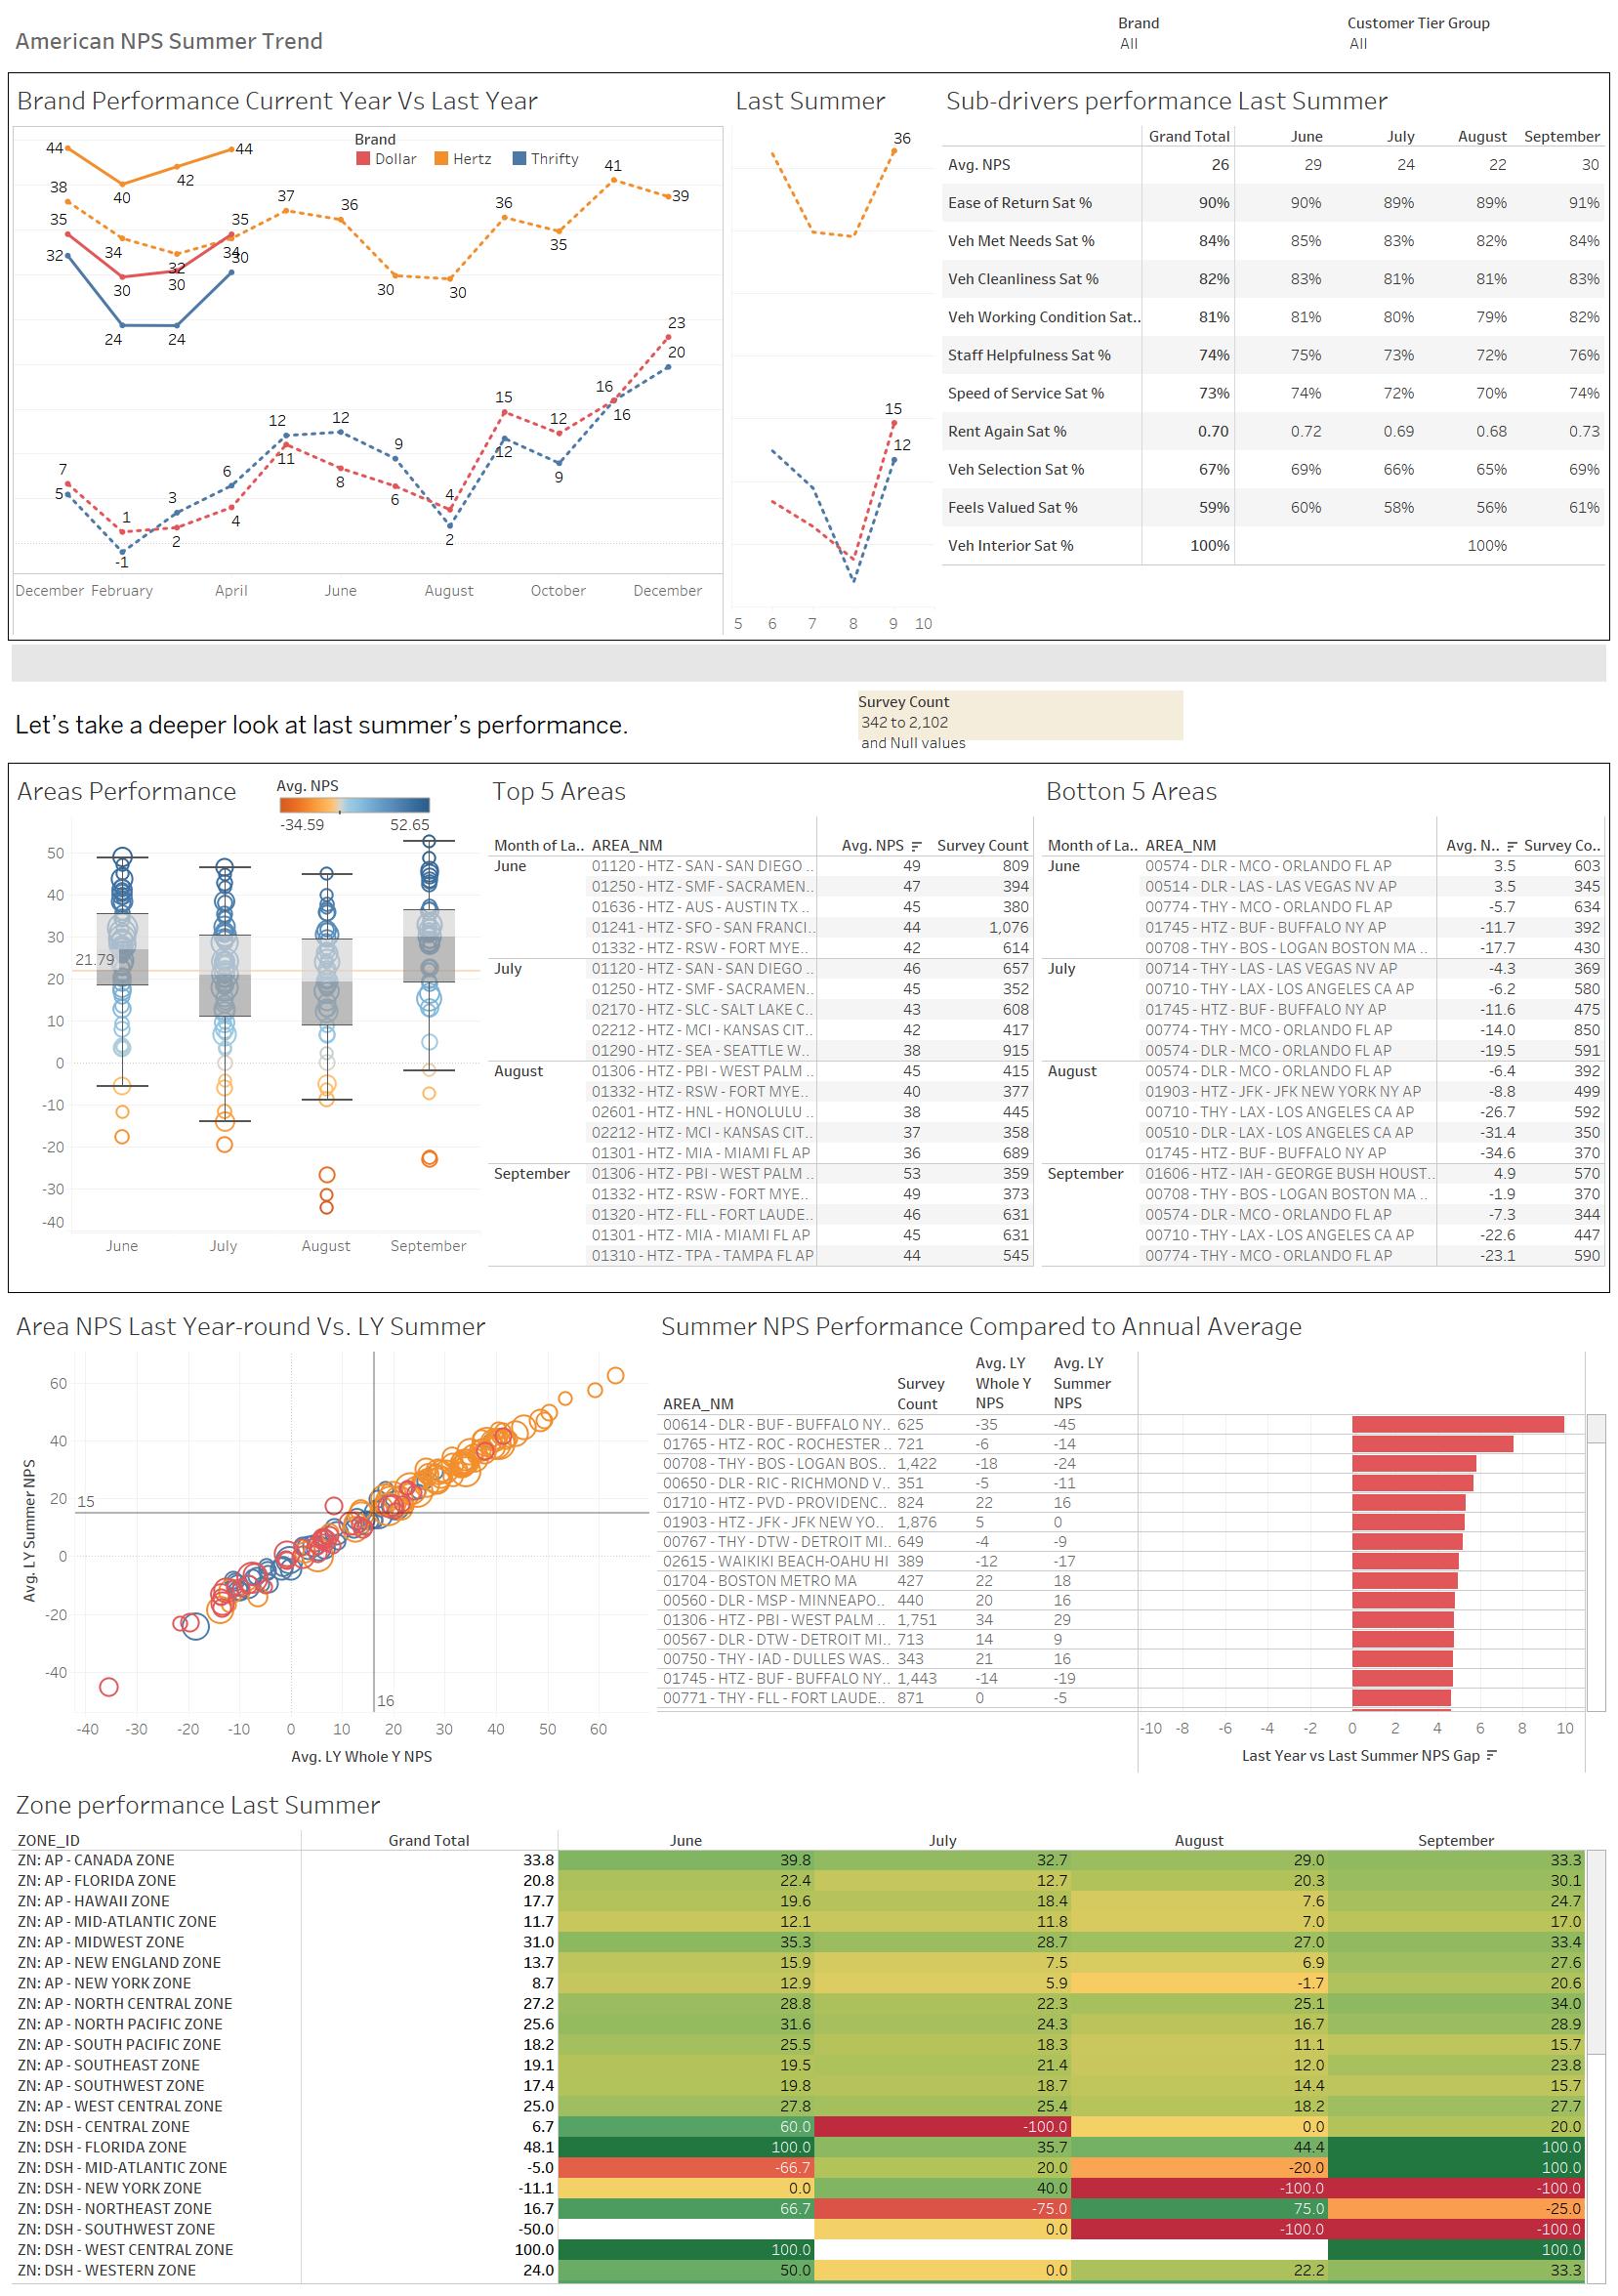 American NPS Summer Trend
Brand
All
Customer Tier Group
All
Brand Performance Current Year Vs Last Year
Brand
Dollar Hertz Thrifty
44 44
40 42
38
35 35
34 32 34
32 30 30 30
24 24
37 36 30 30 36 35 41 39
7 1 2 4 11 8 6 4 15 12 16 23
5 -1 3 6 12 12 9 2 12 9 16 20
December February April June August October December
Last Summer
36
15
12
5 6 7 8 9 10
Sub-drivers performance Last Summer
Grand Total June July August September
Avg. NPS 26 29 24 22 30
Ease of Return Sat % 90% 90% 89% 89% 91%
Veh Met Needs Sat % 84% 85% 83% 82% 84%
Veh Cleanliness Sat % 82% 83% 81% 81% 83%
Veh Working Condition Sat.. 81% 81% 80% 79% 82%
Staff Helpfulness Sat % 74% 75% 73% 72% 76%
Speed of Service Sat % 73% 74% 72% 70% 74%
Rent Again Sat % 0.70 0.72 0.69 0.68 0.73
Veh Selection Sat % 67% 69% 66% 65% 69%
Feels Valued Sat % 59% 60% 58% 56% 61%
Veh Interior Sat % 100% 100%
Let's take a deeper look at last summer's performance.
Survey Count
342 to 2,102
and Null values
Areas Performance
Avg. NPS
-34.59 52.65
50
40
30
21.79
20
10
0
-10
-20
-30
-40
June July August September
Top 5 Areas
Month of La.. AREA_NM Avg. NPS Survey Count
June 01120 - HTZ - SAN - SAN DIEGO .. 49 809
01250 - HTZ - SMF - SACRAMEN.. 47 394
01636 - HTZ - AUS - AUSTIN TX .. 45 380
01241 - HTZ - SFO - SAN FRANCI.. 44 1,076
01332 - HTZ - RSW - FORT MYE.. 42 614
July 01120 - HTZ - SAN - SAN DIEGO .. 46 657
01250 - HTZ - SMF - SACRAMEN.. 45 352
02170 - HTZ - SLC - SALT LAKE C.. 43 608
02212 - HTZ - MCI - KANSAS CIT.. 42 417
01290 - HTZ - SEA - SEATTLE W.. 38 915
August 01306 - HTZ - PBI - WEST PALM .. 45 415
01332 - HTZ - RSW - FORT MYE.. 40 377
02601 - HTZ - HNL - HONOLULU .. 38 445
02212 - HTZ - MCI - KANSAS CIT.. 37 358
01301 - HTZ - MIA - MIAMI FL AP 36 689
September 01306 - HTZ - PBI - WEST PALM .. 53 359
01332 - HTZ - RSW - FORT MYE.. 49 373
01320 - HTZ - FLL - FORT LAUDE.. 46 631
01301 - HTZ - MIA - MIAMI FL AP 45 631
01310 - HTZ - TPA - TAMPA FL AP 44 545
Botton 5 Areas
Month of La.. AREA_NM Avg. N.. Survey Co..
June 00574 - DLR - MCO - ORLANDO FL AP 3.5 603
00514 - DLR - LAS - LAS VEGAS NV AP 3.5 345
00774 - THY - MCO - ORLANDO FL AP -5.7 634
01745 - HTZ - BUF - BUFFALO NY AP -11.7 392
00708 - THY - BOS - LOGAN BOSTON MA .. -17.7 430
July 00714 - THY - LAS - LAS VEGAS NV AP -4.3 369
00710 - THY - LAX - LOS ANGELES CA AP -6.2 580
01745 - HTZ - BUF - BUFFALO NY AP -11.6 475
00774 - THY - MCO - ORLANDO FL AP -14.0 850
00574 - DLR - MCO - ORLANDO FL AP -19.5 591
August 00574 - DLR - MCO - ORLANDO FL AP -6.4 392
01903 - HTZ - JFK - JFK NEW YORK NY AP -8.8 499
00710 - THY - LAX - LOS ANGELES CA AP -26.7 592
00510 - DLR - LAX - LOS ANGELES CA AP -31.4 350
01745 - HTZ - BUF - BUFFALO NY AP -34.6 370
September 01606 - HTZ - IAH - GEORGE BUSH HOUST.. 4.9 570
00708 - THY - BOS - LOGAN BOSTON MA .. -1.9 370
00574 - DLR - MCO - ORLANDO FL AP -7.3 344
00710 - THY - LAX - LOS ANGELES CA AP -22.6 447
00774 - THY - MCO - ORLANDO FL AP -23.1 590
Area NPS Last Year-round Vs. LY Summer
Avg. LY Summer NPS
60
40
20
15
0
-20
-40
16
-40 -30 -20 -10 0 10 20 30 40 50 60
Avg. LY Whole Y NPS
Summer NPS Performance Compared to Annual Average
AREA_NM Survey Count Avg. LY Whole Y NPS Avg. LY Summer NPS
00614 - DLR - BUF - BUFFALO NY.. 625 -35 -45
01765 - HTZ - ROC - ROCHESTER .. 721 -6 -14
00708 - THY - BOS - LOGAN BOS.. 1,422 -18 -24
00650 - DLR - RIC - RICHMOND V.. 351 -5 -11
01710 - HTZ - PVD - PROVIDENC.. 824 22 16
01903 - HTZ - JFK - JFK NEW YO.. 1,876 5 0
00767 - THY - DTW - DETROIT MI.. 649 -4 -9
02615 - WAIKIKI BEACH-OAHU HI 389 -12 -17
01704 - BOSTON METRO MA 427 22 18
00560 - DLR - MSP - MINNEAPO.. 440 20 16
01306 - HTZ - PBI - WEST PALM .. 1,751 34 29
00567 - DLR - DTW - DETROIT MI.. 713 14 9
00750 - THY - IAD - DULLES WAS.. 343 21 16
01745 - HTZ - BUF - BUFFALO NY.. 1,443 -14 -19
00771 - THY - FLL - FORT LAUDE.. 871 0 -5
-10 -8 -6 -4 -2 0 2 4 6 8 10
Last Year vs Last Summer NPS Gap
Zone performance Last Summer
ZONE_ID Grand Total June July August September
ZN: AP - CANADA ZONE 33.8 39.8 32.7 29.0 33.3
ZN: AP - FLORIDA ZONE 20.8 22.4 12.7 20.3 30.1
ZN: AP - HAWAII ZONE 17.7 19.6 18.4 7.6 24.7
ZN: AP - MID-ATLANTIC ZONE 11.7 12.1 11.8 7.0 17.0
ZN: AP - MIDWEST ZONE 31.0 35.3 28.7 27.0 33.4
ZN: AP - NEW ENGLAND ZONE 13.7 15.9 7.5 6.9 27.6
ZN: AP - NEW YORK ZONE 8.7 12.9 5.9 -1.7 20.6
ZN: AP - NORTH CENTRAL ZONE 27.2 28.8 22.3 25.1 34.0
ZN: AP - NORTH PACIFIC ZONE 25.6 31.6 24.3 16.7 28.9
ZN: AP - SOUTH PACIFIC ZONE 18.2 25.5 18.3 11.1 15.7
ZN: AP - SOUTHEAST ZONE 19.1 19.5 21.4 12.0 23.8
ZN: AP - SOUTHWEST ZONE 17.4 19.8 18.7 14.4 15.7
ZN: AP - WEST CENTRAL ZONE 25.0 27.8 25.4 18.2 27.7
ZN: DSH - CENTRAL ZONE 6.7 60.0 -100.0 0.0 20.0
ZN: DSH - FLORIDA ZONE 48.1 100.0 35.7 44.4 100.0
ZN: DSH - MID-ATLANTIC ZONE -5.0 -66.7 20.0 -20.0 100.0
ZN: DSH - NEW YORK ZONE -11.1 0.0 40.0 -100.0 -100.0
ZN: DSH - NORTHEAST ZONE 16.7 66.7 -75.0 75.0 -25.0
ZN: DSH - SOUTHWEST ZONE -50.0 0.0 -100.0 -100.0
ZN: DSH - WEST CENTRAL ZONE 100.0 100.0 100.0
ZN: DSH - WESTERN ZONE 24.0 50.0 0.0 22.2 33.3